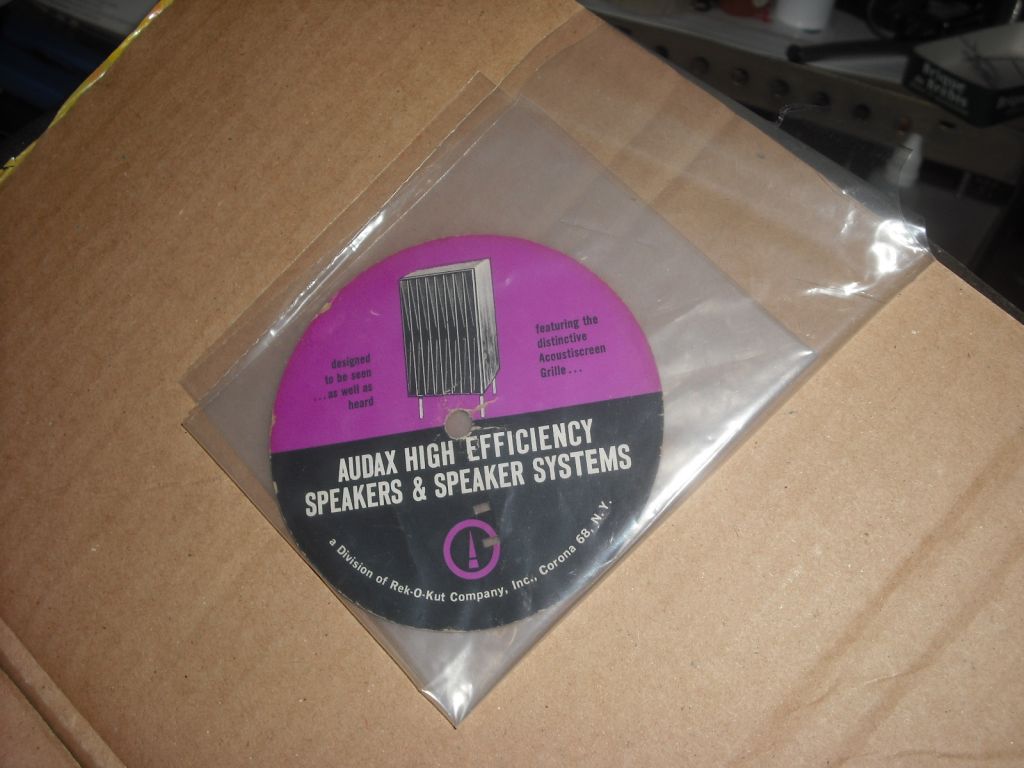 designed
to be seen
...as well as
heard
featuring the
distinctive
Acoustiscreen
Grille...
AUDAX HIGH EFFICIENCY
SPEAKERS & SPEAKER SYSTEMS
a Division of Rek-O-Kut Company, Inc., Corona 68, N.Y.